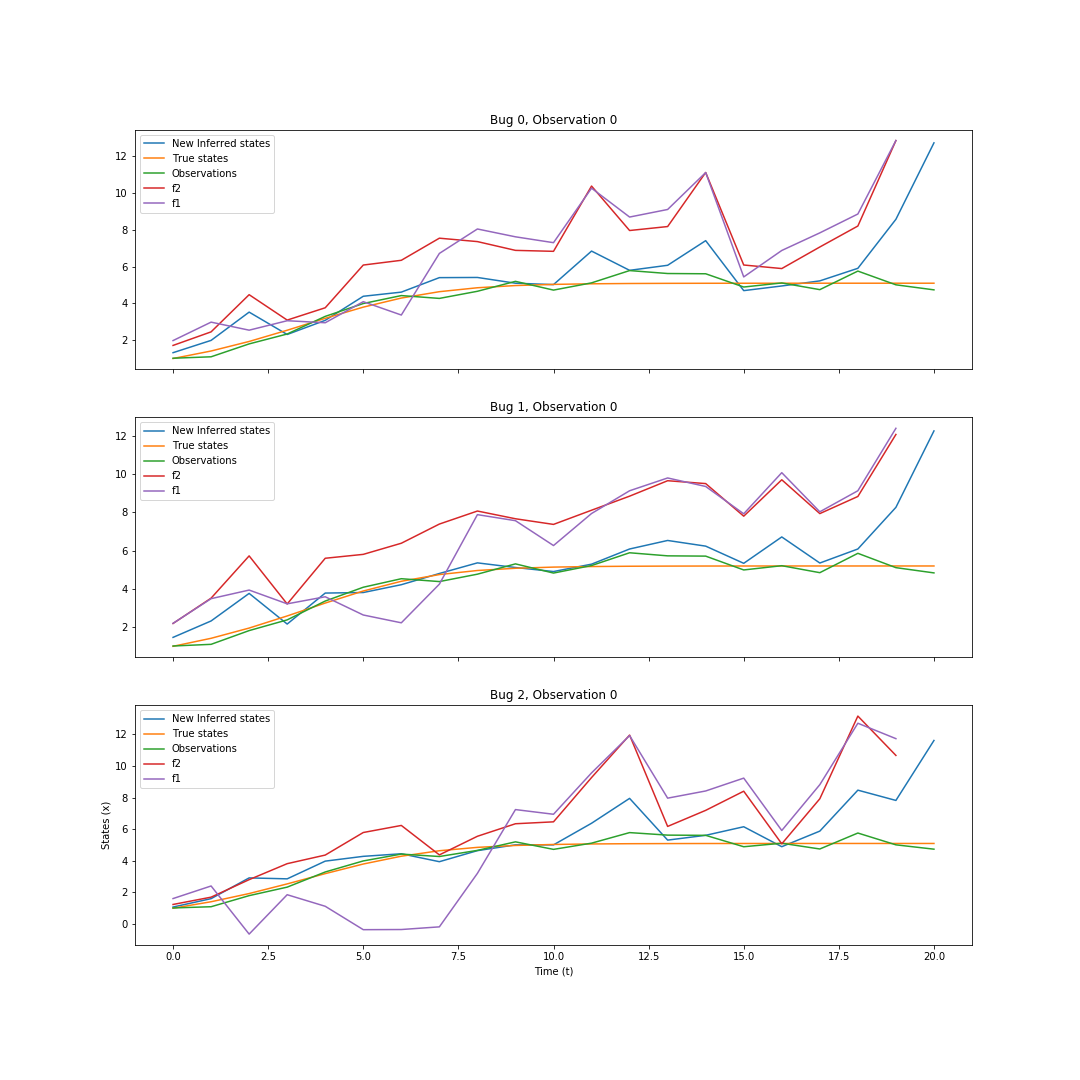 Bug 0, Observation 0
New Inferred states
True states
Observations
f2
f1
12
10
8
6
4
2
Bug 1, Observation 0
New Inferred states
True states
Observations
f2
f1
12
10
8
6
4
2
Bug 2, Observation 0
New Inferred states
True states
Observations
f2
f1
12
10
8
6
4
2
0
States (x)
0.0 2.5 5.0 7.5 10.0 12.5 15.0 17.5 20.0
Time (t)